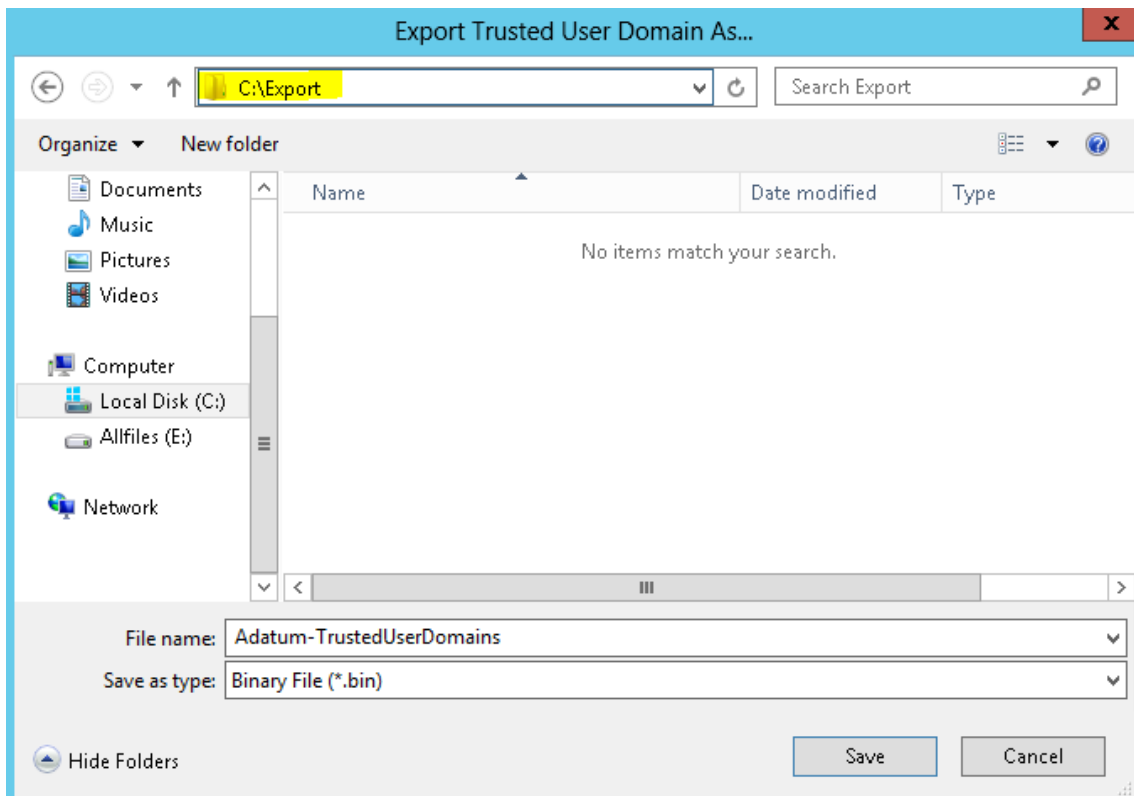 Export Trusted User Domain As...
x
C:\Export
Search Export
Organize
New folder
Name
Date modified
Type
Documents
Music
Pictures
Videos
Computer
Local Disk (C:)
Allfiles (E:)
Network
No items match your search.
File name: Adatum-TrustedUserDomains
Save as type: Binary File (*.bin)
Hide Folders
Save
Cancel